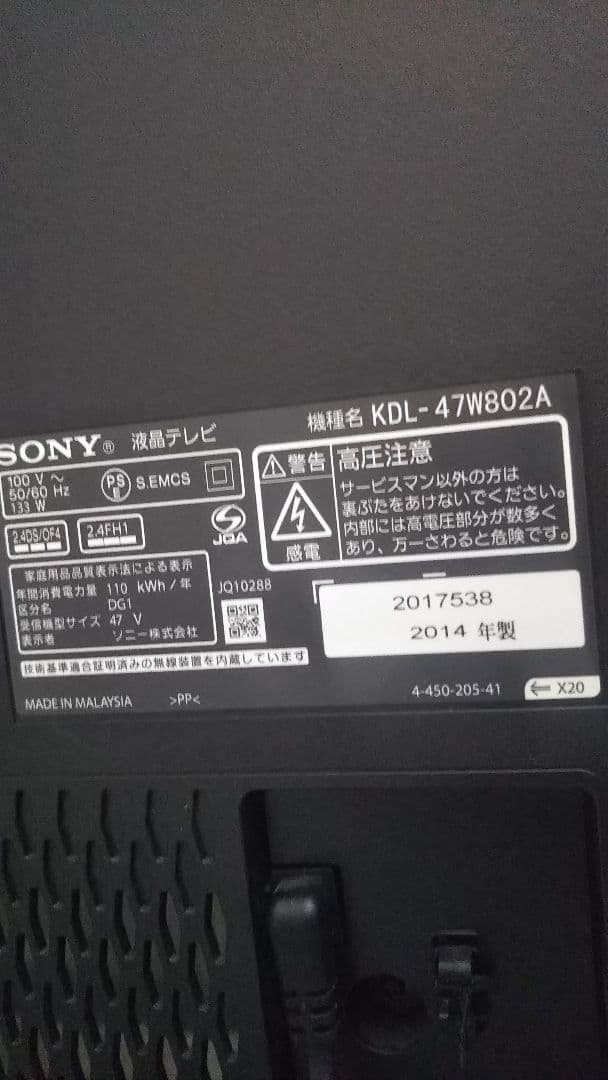 SONY® 液晶テレビ
機種名 KDL-47W802A
100 V ～
50/60 Hz
133 W
PS
E
S.EMCS
2.4DS/OF4
2.4FH1
JQA
警告 高圧注意
感電
サービスマン以外の方は
裏ぶたをあけないでください。
内部には高電圧部分が数多く
あり、万一さわると危険です。
家庭用品品質表示法による表示
年間消費電力量 110 kWh/年
区分名 DG1
受信機型サイズ 47 V
表示者 ソニー株式会社
JQ10288
2017538
2014 年製
技術基準適合証明済みの無線装置を内蔵しています
MADE IN MALAYSIA >PP<
4-450-205-41
⇐ X20